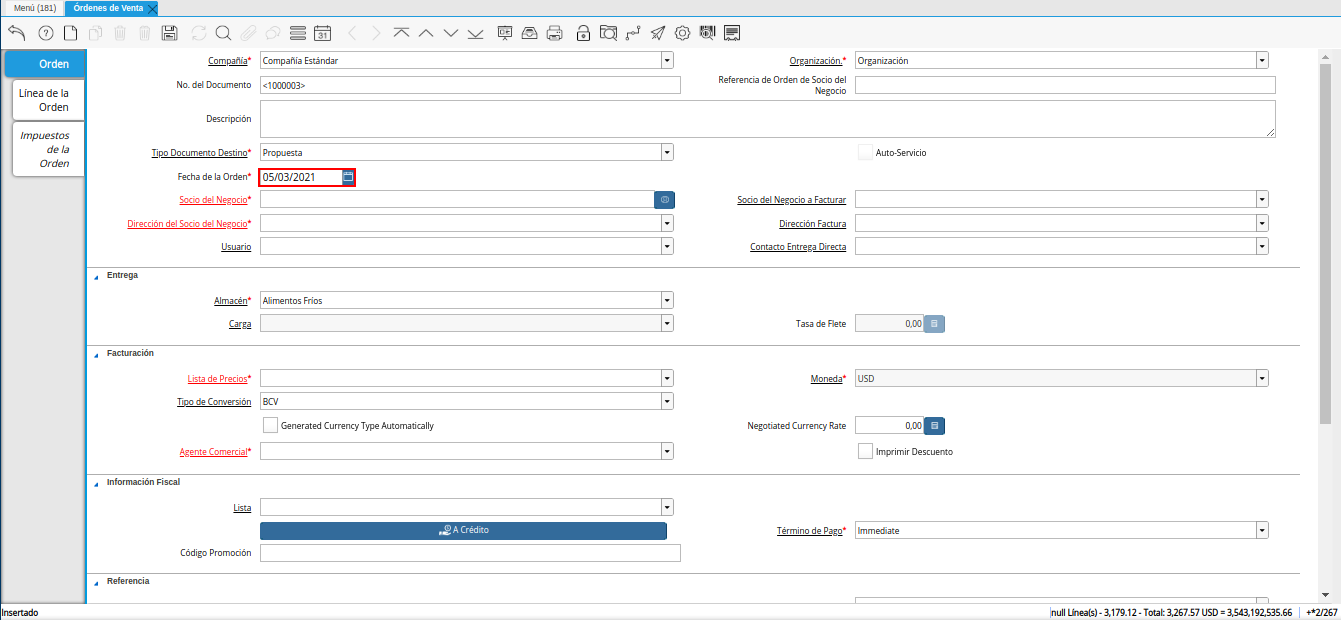 Menú (181)
Órdenes de Venta
31
Orden
Línea de la
Orden
Impuestos
de la
Orden
Compañía* Compañía Estándar
Organización.* Organización
No. del Documento <1000003>
Referencia de Orden de Socio del
Negocio
Descripción
Tipo Documento Destino* Propuesta
Auto-Servicio
Fecha de la Orden* 05/03/2021
Socio del Negocio*
Socio del Negocio a Facturar
Dirección del Socio del Negocio*
Dirección Factura
Usuario
Contacto Entrega Directa
Entrega
Almacén* Alimentos Fríos
Carga
Tasa de Flete 0,00
Facturación
Lista de Precios*
Moneda* USD
Tipo de Conversión BCV
Generated Currency Type Automatically
Negotiated Currency Rate 0,00
Agente Comercial*
Imprimir Descuento
Información Fiscal
Lista
A Crédito
Término de Pago* Immediate
Código Promoción
Referencia
Insertado
null Línea(s) - 3,179.12 - Total: 3,267.57 USD = 3,543,192,535.66
+*2/267